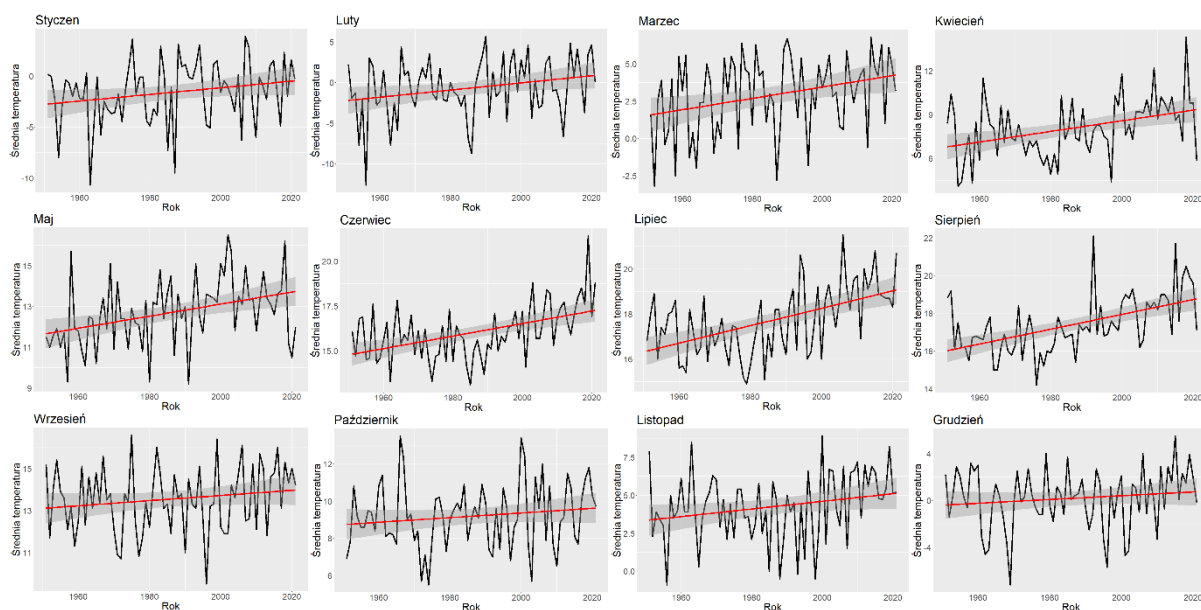 Styczen
Luty
Marzec
Kwiecień
Średnia temperatura
0
-5
-10
1960
1980
2000
2020
Rok
Średnia temperatura
5
0
-5
-10
1960
1980
2000
2020
Rok
Średnia temperatura
5.0
2.5
0.0
-2.5
1960
1980
2000
2020
Rok
Średnia temperatura
12
9
6
1960
1980
2000
2020
Rok
Maj
Czerwiec
Lipiec
Sierpień
Średnia temperatura
15
13
11
9
1960
1980
2000
2020
Rok
Średnia temperatura
20.0
17.5
15.0
1960
1980
2000
2020
Rok
Średnia temperatura
20
18
16
1960
1980
2000
2020
Rok
Średnia temperatura
22
20
18
16
14
1960
1980
2000
2020
Rok
Wrzesień
Październik
Listopad
Grudzień
Średnia temperatura
15
13
11
1960
1980
2000
2020
Rok
Średnia temperatura
12
10
8
6
1960
1980
2000
2020
Rok
Średnia temperatura
7.5
5.0
2.5
0.0
1960
1980
2000
2020
Rok
Średnia temperatura
4
0
-4
1960
1980
2000
2020
Rok